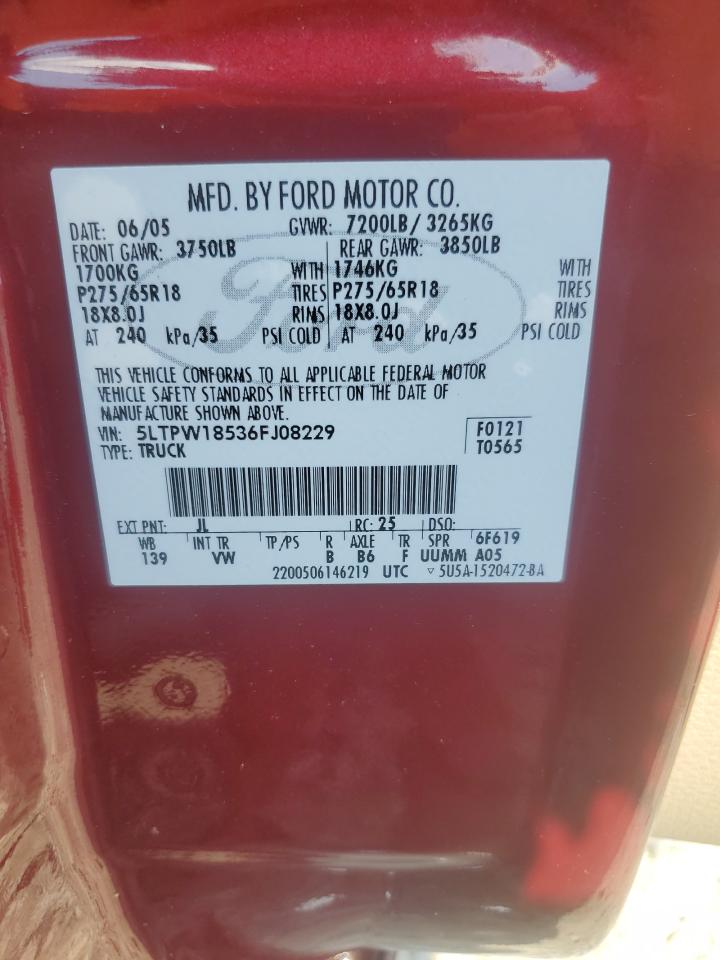 MFD. BY FORD MOTOR CO.
DATE: 06/05 GVWR: 7200LB/ 3265KG
FRONT GAWR: 3750LB REAR GAWR: 3850LB
1700KG WITH 1746KG WITH
P275/65R18 TIRES P275/65R18 TIRES
18X8.0J RIMS 18X8.0J RIMS
AT 240 kPa/35 PSI COLD AT 240 kPa/35 PSI COLD
Ford
THIS VEHICLE CONFORMS TO ALL APPLICABLE FEDERAL MOTOR
VEHICLE SAFETY STANDARDS IN EFFECT ON THE DATE OF
MANUFACTURE SHOWN ABOVE.
VIN: 5LTPW18536FJ08229 F0121
TYPE: TRUCK T0565
EXT PNT: JL RC: 25 DSO:
WB INT TR TP/PS R AXLE TR SPR 6F619
139 VW B B6 F UUMM A05
2200506146219 UTC ▽ 5U5A-1520472-BA